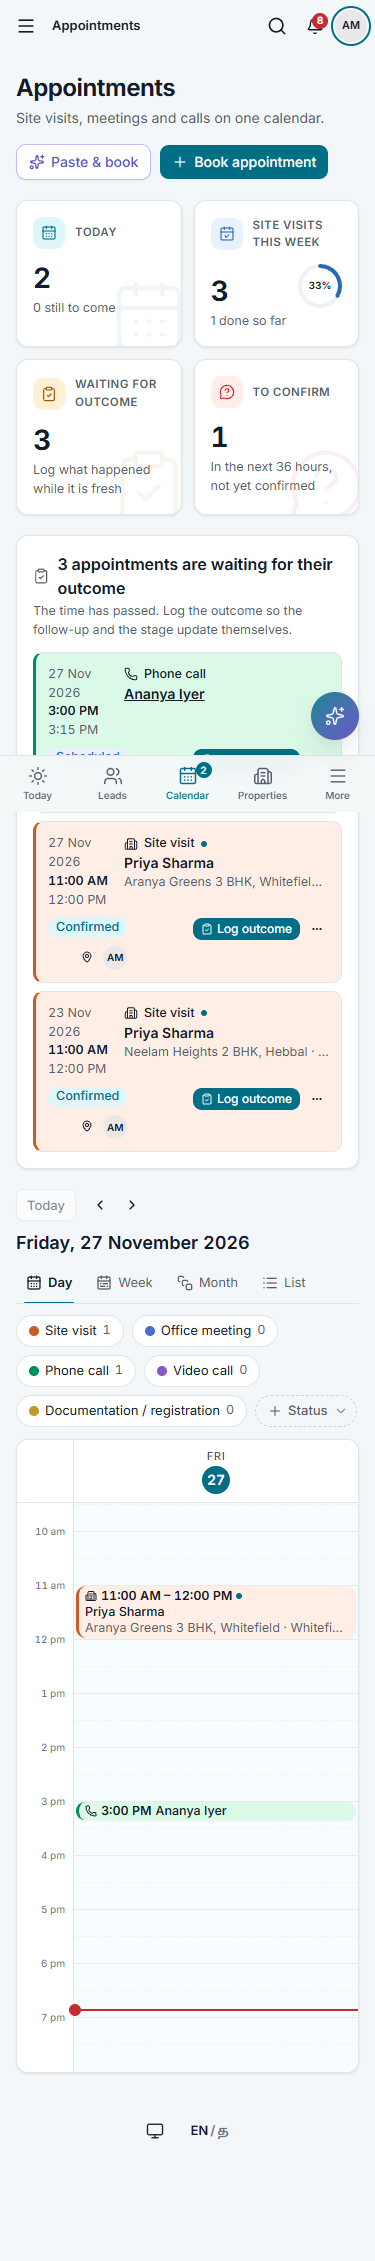 Appointments
8
AM
Appointments
Site visits, meetings and calls on one calendar.
Paste & book
Book appointment
TODAY
2
0 still to come
SITE VISITS
THIS WEEK
3
33%
1 done so far
WAITING FOR
OUTCOME
3
Log what happened
while it is fresh
TO CONFIRM
1
In the next 36 hours,
not yet confirmed
3 appointments are waiting for their
outcome
The time has passed. Log the outcome so the
follow-up and the stage update themselves.
27 Nov
2026
3:00 PM
3:15 PM
Phone call
Ananya Iyer
Scheduled
Today
Leads
2
Calendar
Properties
More
27 Nov
2026
11:00 AM
12:00 PM
Site visit
Priya Sharma
Aranya Greens 3 BHK, Whitefiel...
Confirmed
Log outcome
AM
23 Nov
2026
11:00 AM
12:00 PM
Site visit
Priya Sharma
Neelam Heights 2 BHK, Hebbal · ...
Confirmed
Log outcome
AM
Today
Friday, 27 November 2026
Day
Week
Month
List
Site visit 1
Office meeting 0
Phone call 1
Video call 0
Documentation / registration 0
Status
FRI
27
10 am
11 am
11:00 AM – 12:00 PM
Priya Sharma
Aranya Greens 3 BHK, Whitefield · Whitefi...
12 pm
1 pm
2 pm
3 pm
3:00 PM Ananya Iyer
4 pm
5 pm
6 pm
7 pm
EN / த